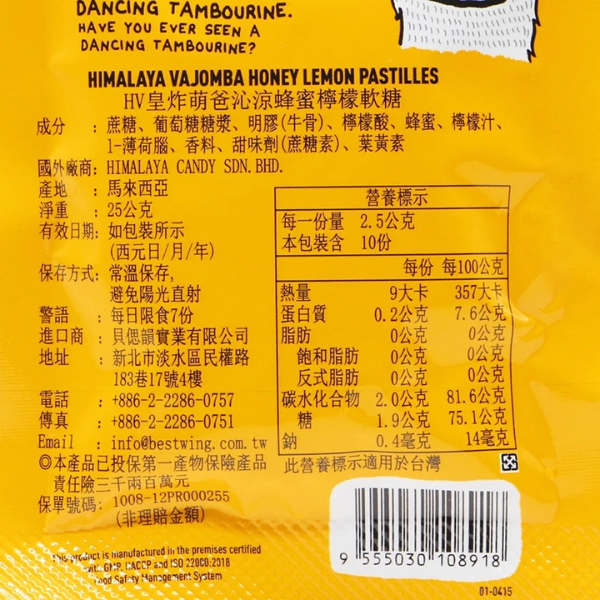 DANCING TAMBOURINE.
HAVE YOU EVER SEEN A
DANCING TAMBOURINE?
HIMALAYA VAJOMBA HONEY LEMON PASTILLES
HV皇炸萌爸沁涼蜂蜜檸檬軟糖
成分 : 蔗糖、葡萄糖糖漿、明膠(牛骨)、檸檬酸、蜂蜜、檸檬汁、
1-薄荷腦、香料、甜味劑(蔗糖素)、葉黃素
國外廠商: HIMALAYA CANDY SDN.BHD.
產地 : 馬來西亞
淨重 : 25公克
有效日期: 如包裝所示
(西元日/月/年)
保存方式: 常溫保存,
避免陽光直射
警語 : 每日限食7份
進口商 : 貝偲韻實業有限公司
地址 : 新北市淡水區民權路
183巷17號4樓
電話 : +886-2-2286-0757
傳真 : +886-2-2286-0751
Email : info@bestwing.com.tw
◎本產品已投保第一產物保險產品
責任險三千兩百萬元
保單號碼: 1008-12PR000255
(非理賠金額)
營養標示
每一份量 2.5公克
本包裝含 10份
每份 每100公克
熱量 9大卡 357大卡
蛋白質 0.2公克 7.6公克
脂肪 0公克 0公克
飽和脂肪 0公克 0公克
反式脂肪 0公克 0公克
碳水化合物 2.0公克 81.6公克
糖 1.9公克 75.1公克
鈉 0.4毫克 14毫克
此營養標示適用於台灣
9 555030 108918
This product is manufactured in the premises certified
with GMP, HACCP and ISO 22000:2018
Food Safety Management System
01-0415